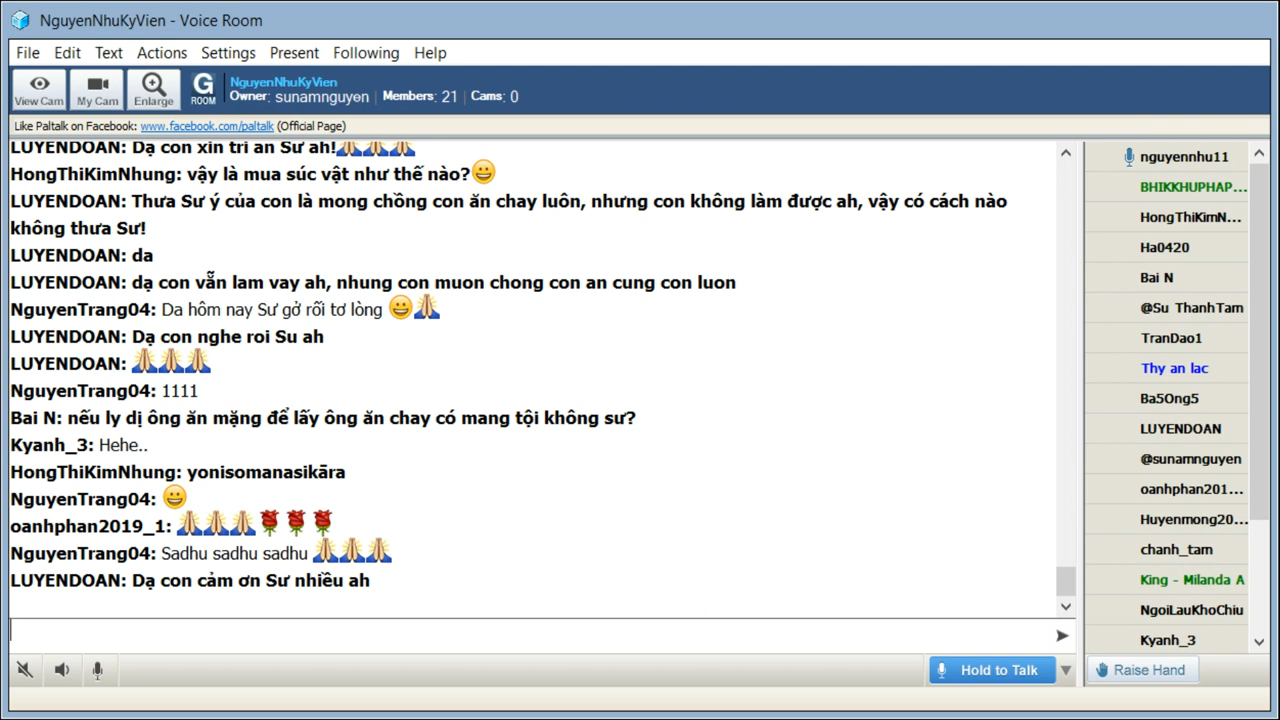 NguyenNhuKyVien - Voice Room
File Edit Text Actions Settings Present Following Help
View Cam
My Cam
Enlarge
G
ROOM
NguyenNhuKyVien
Owner: sunamnguyen | Members: 21 | Cams: 0
Like Paltalk on Facebook: www.facebook.com/paltalk (Official Page)
LUYENDOAN: Dạ con xin tri ân Sư ah!
HongThiKimNhung: vậy là mua súc vật như thế nào?
LUYENDOAN: Thưa Sư ý của con là mong chồng con ăn chay luôn, nhưng con không làm được ah, vậy có cách nào
không thưa Sư!
LUYENDOAN: da
LUYENDOAN: dạ con vẫn lam vay ah, nhung con muon chong con an cung con luon
NguyenTrang04: Da hôm nay Sư gở rối tơ lòng
LUYENDOAN: Dạ con nghe roi Su ah
LUYENDOAN:
NguyenTrang04: 1111
Bai N: nếu ly dị ông ăn mặng để lấy ông ăn chay có mang tội không sư?
Kyanh_3: Hehe..
HongThiKimNhung: yonisomanasikāra
NguyenTrang04:
oanhphan2019_1:
NguyenTrang04: Sadhu sadhu sadhu
LUYENDOAN: Dạ con cảm ơn Sư nhiều ah
nguyennhu11
BHIKKHUPHAP...
HongThiKimN...
Ha0420
Bai N
@Su ThanhTam
TranDao1
Thy an lac
Ba5Ong5
LUYENDOAN
@sunamnguyen
oanhphan201...
Huyenmong20...
chanh_tam
King - Milanda A
NgoiLauKhoChiu
Kyanh_3
Hold to Talk
Raise Hand